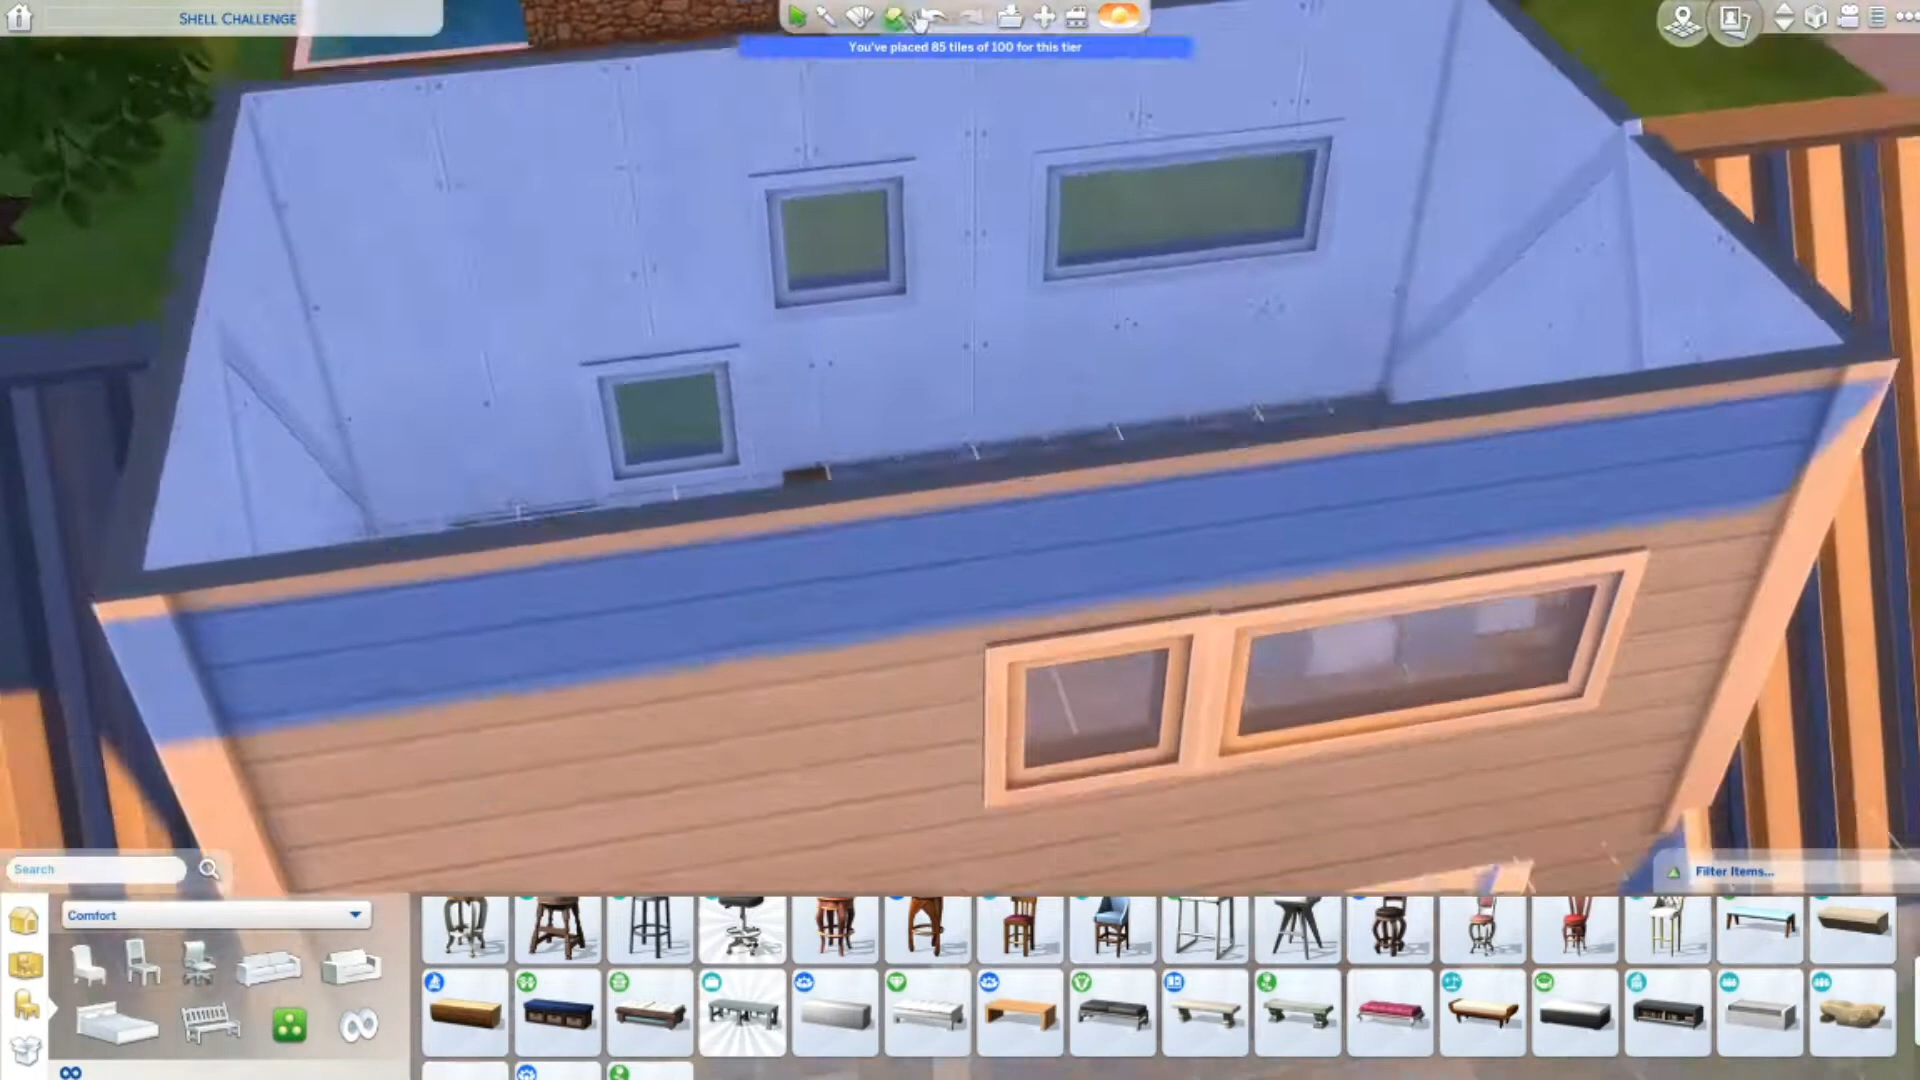 SHELL CHALLENGE
You've placed 85 tiles of 100 for this tier
Search
Filter Items...
Comfort